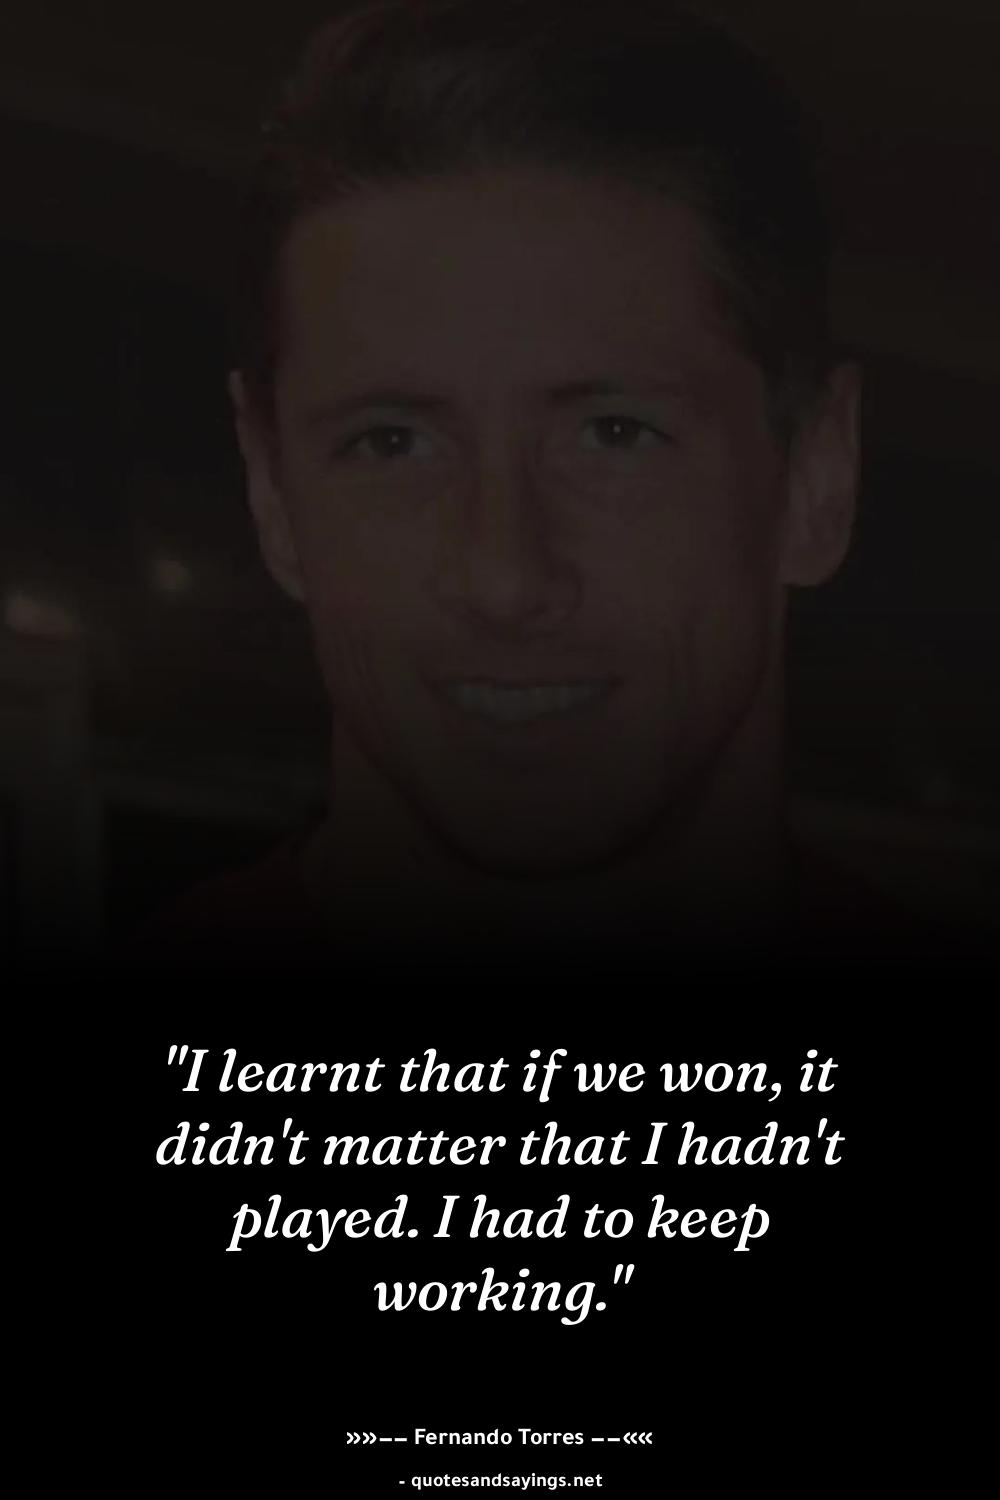 "I learnt that if we won, it
didn't matter that I hadn't
played. I had to keep
working."
»»−− Fernando Torres −−««
- quotesandsayings.net